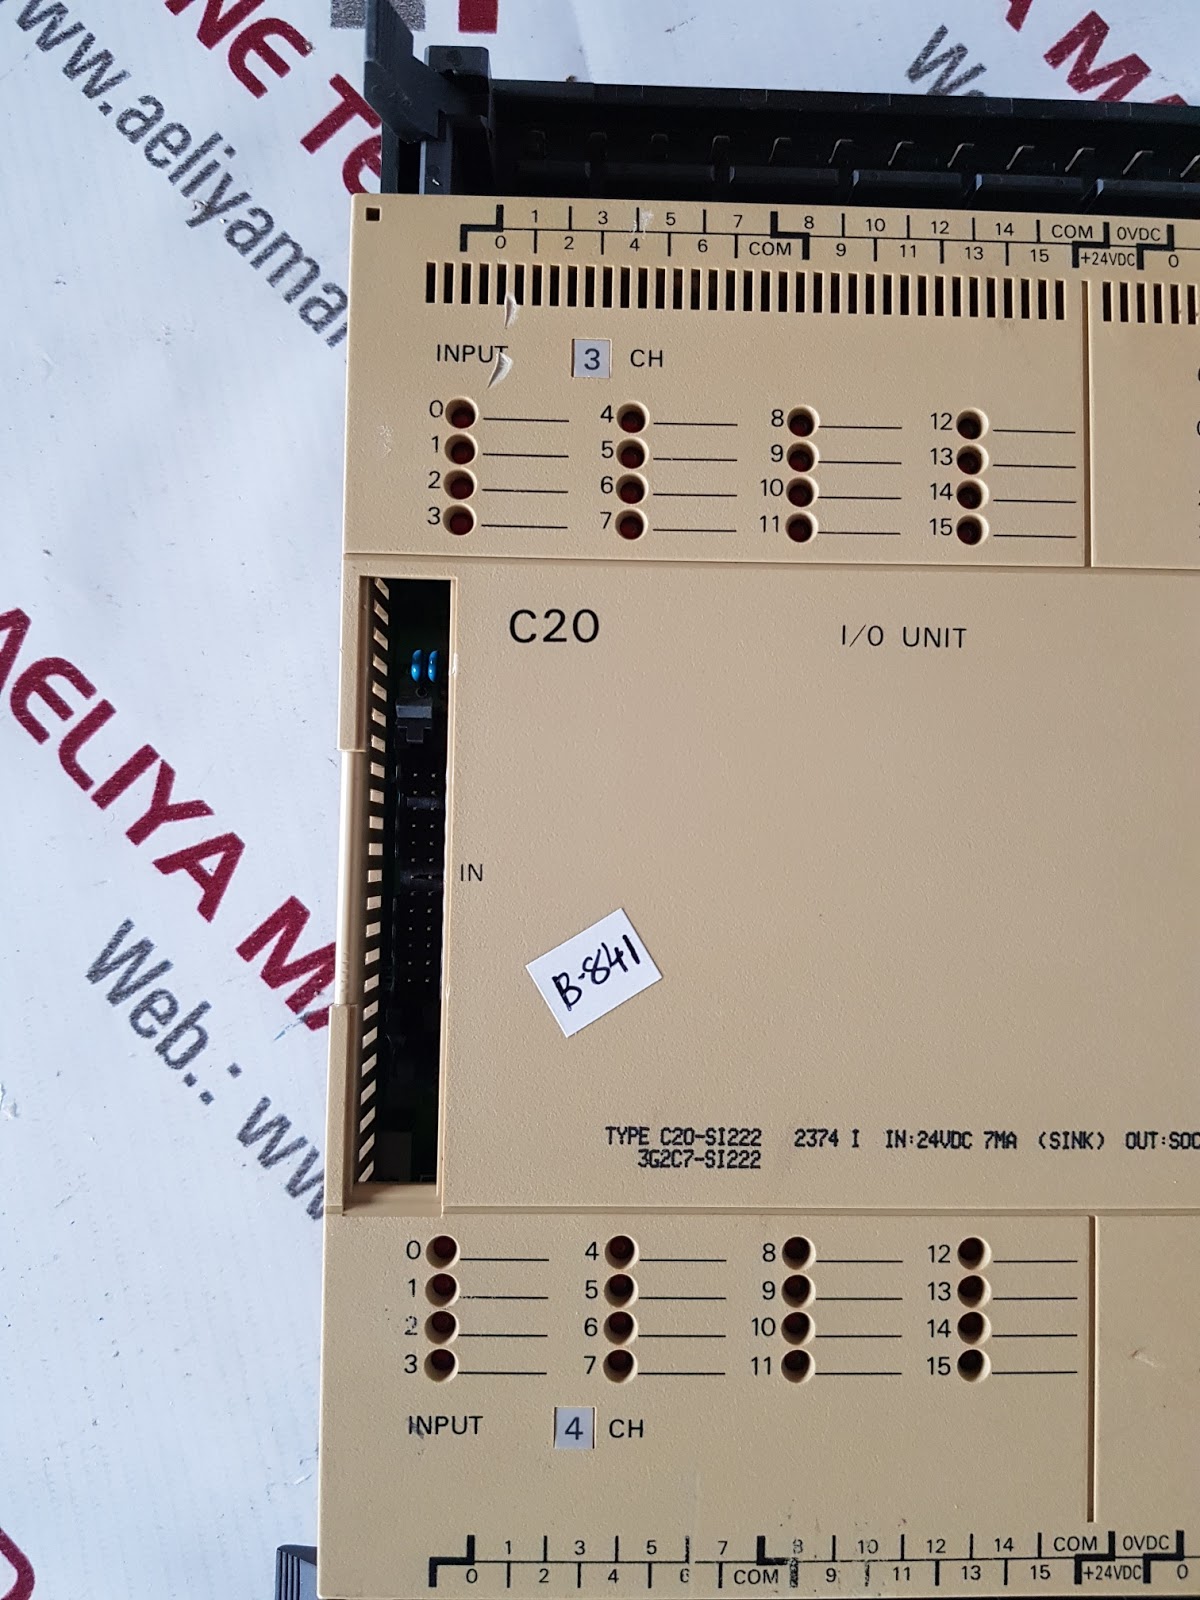 www.aeliyamar
NE TE
A MA
We
1 3 5 7 8 10 12 14 COM 0VDC
0 2 4 6 COM 9 11 13 15 +24VDC 0
INPUT 3 CH
0 4 8 12
1 5 9 13
2 6 10 14
3 7 11 15
C20 I/O UNIT
AELIYA MA
Web.: ww
IN
B-841
TYPE C20-SI222 2374 I IN:24VDC 7MA (SINK) OUT:SOC
3G2C7-SI222
0 4 8 12
1 5 9 13
2 6 10 14
3 7 11 15
INPUT 4 CH
1 3 5 7 8 10 12 14 COM 0VDC
0 2 4 6 COM 9 11 13 15 +24VDC 0